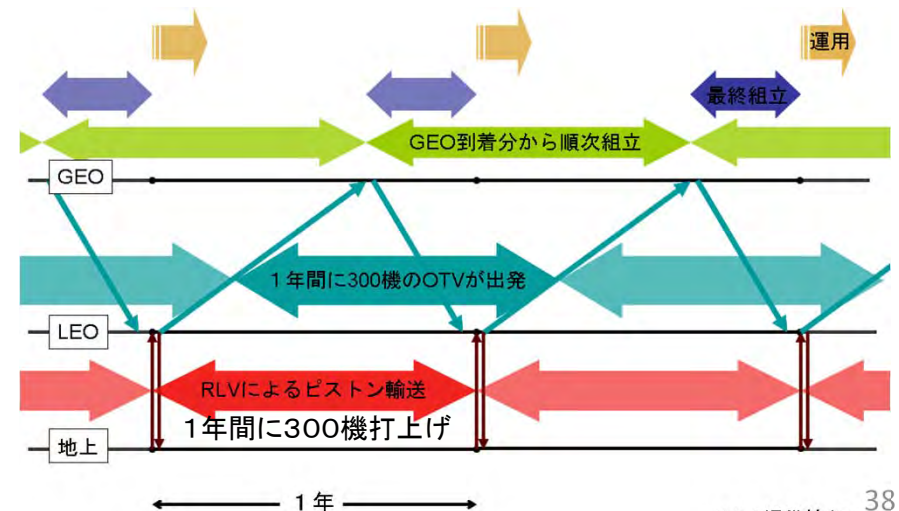 運用
最終組立
GEO到着分から順次組立
GEO
1年間に300機のOTVが出発
LEO
RLVによるピストン輸送
1年間に300機打上げ
地上
1年
38